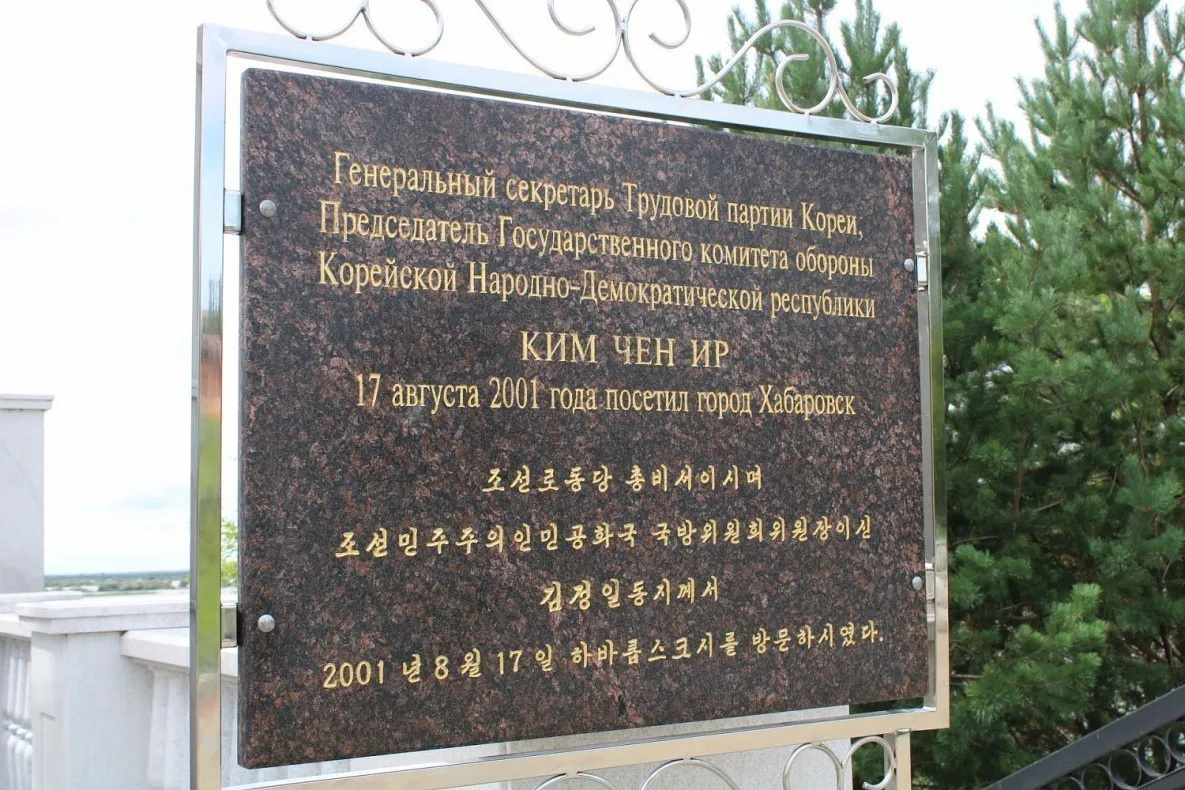 Генеральный секретарь Трудовой партии Кореи,
Председатель Государственного комитета обороны
Корейской Народно-Демократической республики
КИМ ЧЕН ИР
17 августа 2001 года посетил город Хабаровск
조선로동당 총비서이시며
조선민주주의인민공화국 국방위원회위원장이신
김정일동지께서
2001 년 8 월 17 일 하바롭스크시를 방문하시였다.